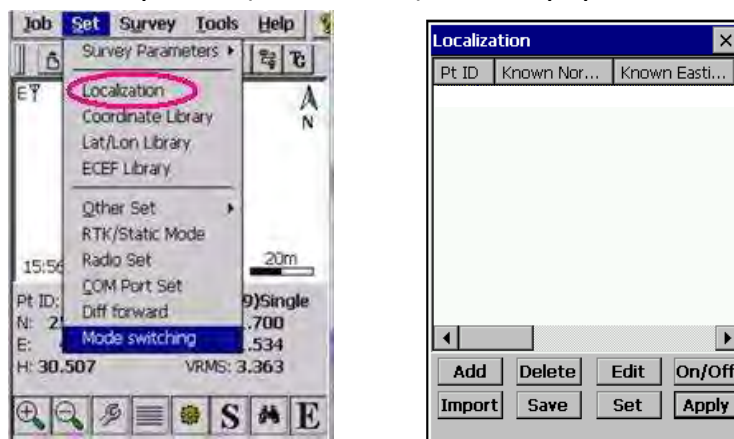 Job Set Survey Tools Help
Survey Parameters
E
Localization
Coordinate Library
N
Lat/Lon Library
ECEF Library
Other Set
RTK/Static Mode
15:56
Radio Set
20m
COM Port Set
Pt ID:
9)Single
Diff forward
N: 2
.700
Mode switching
E:
.534
H: 30.507 VRMS: 3.363
S E
Localization
Pt ID Known Nor... Known Easti...
Add Delete Edit On/Off
Import Save Set Apply